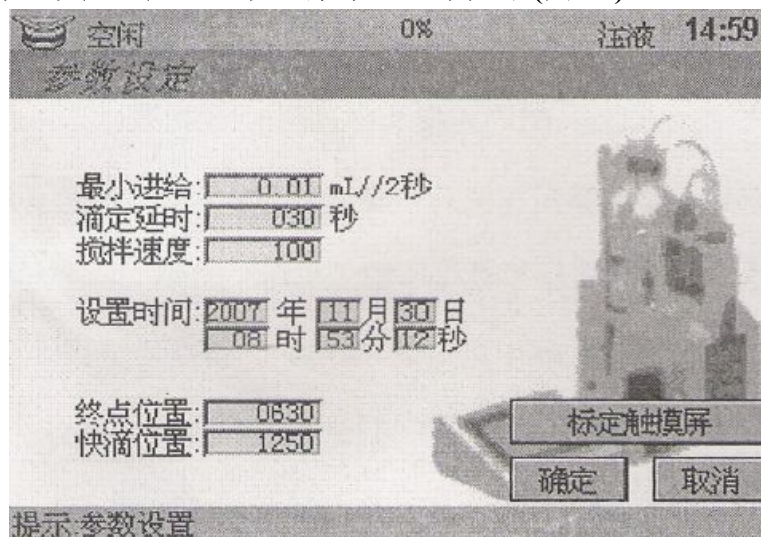 空闲 0% 注液 14:59
参数设定
最小进给: 0.01 mL//2秒
滴定延时: 030 秒
搅拌速度: 100
设置时间: 2007 年 11 月 30 日
08 时 53 分 12 秒
终点位置: 0630
快滴位置: 1250
标定触摸屏
确定 取消
提示:参数设置